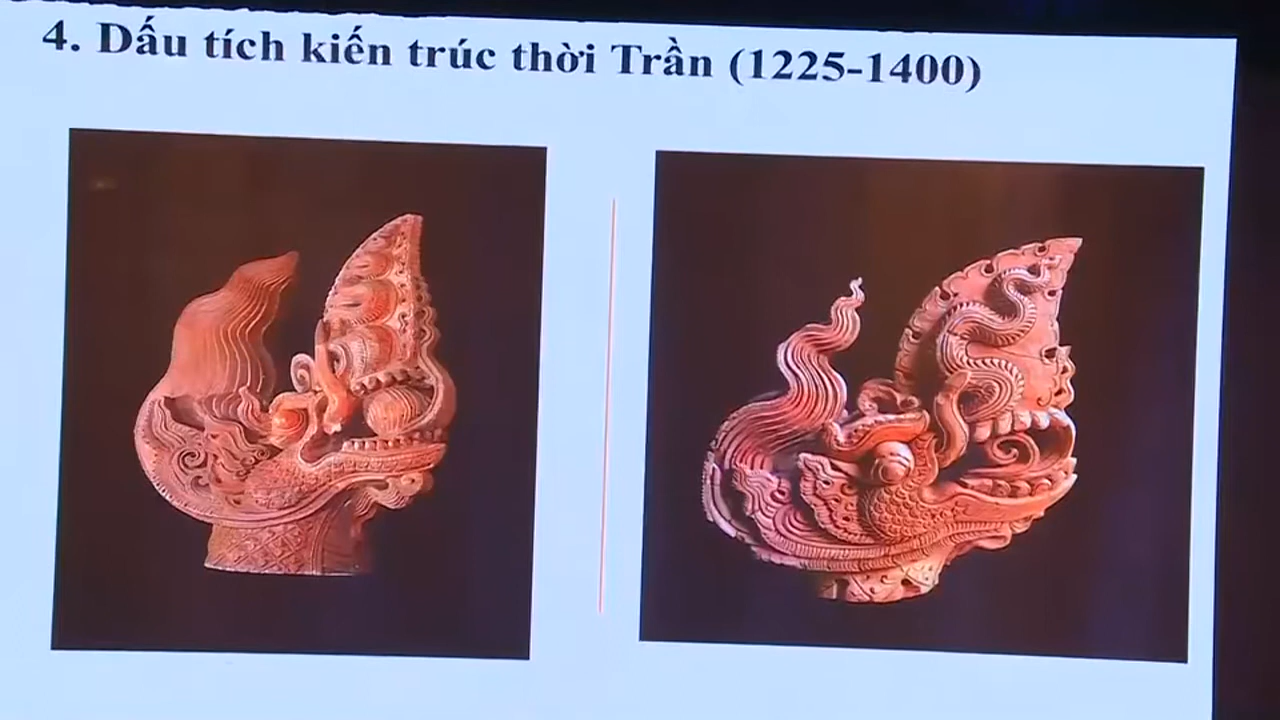 4. Dấu tích kiến trúc thời Trần (1225-1400)